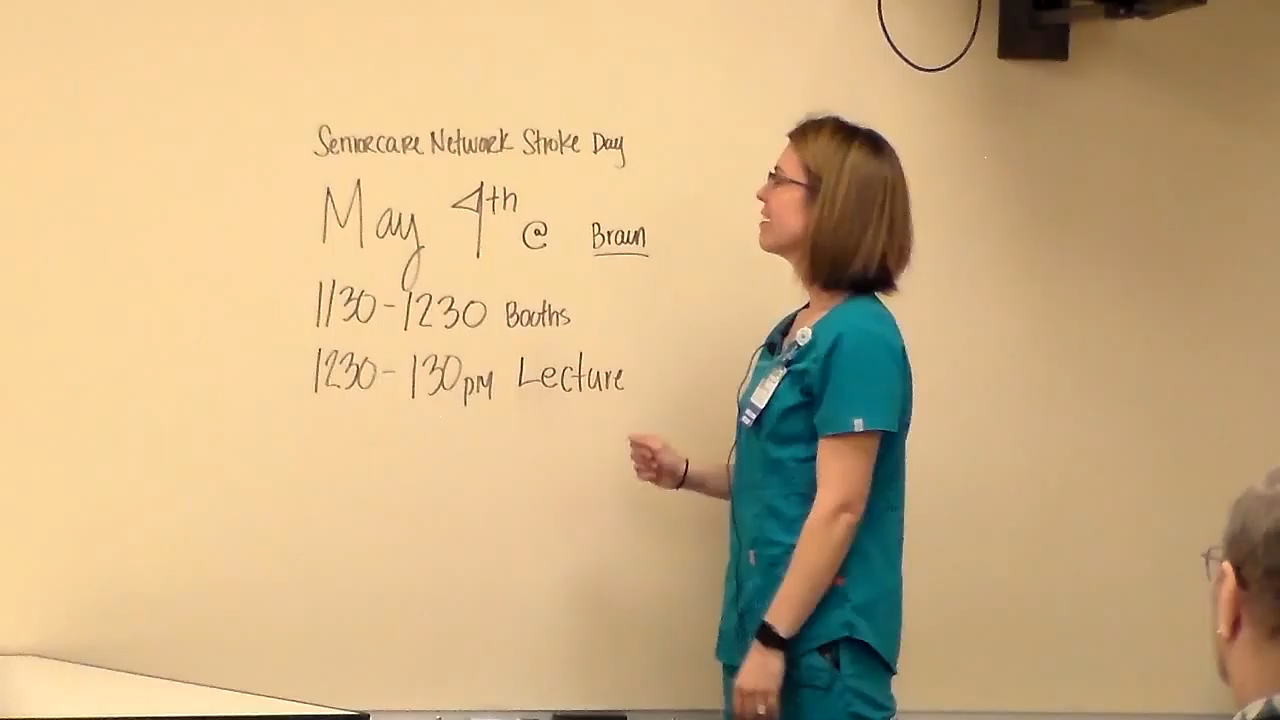 Seniorcare Network Stroke Day
May 4th @ Braun
1130-1230 Booths
1230-130pm Lecture